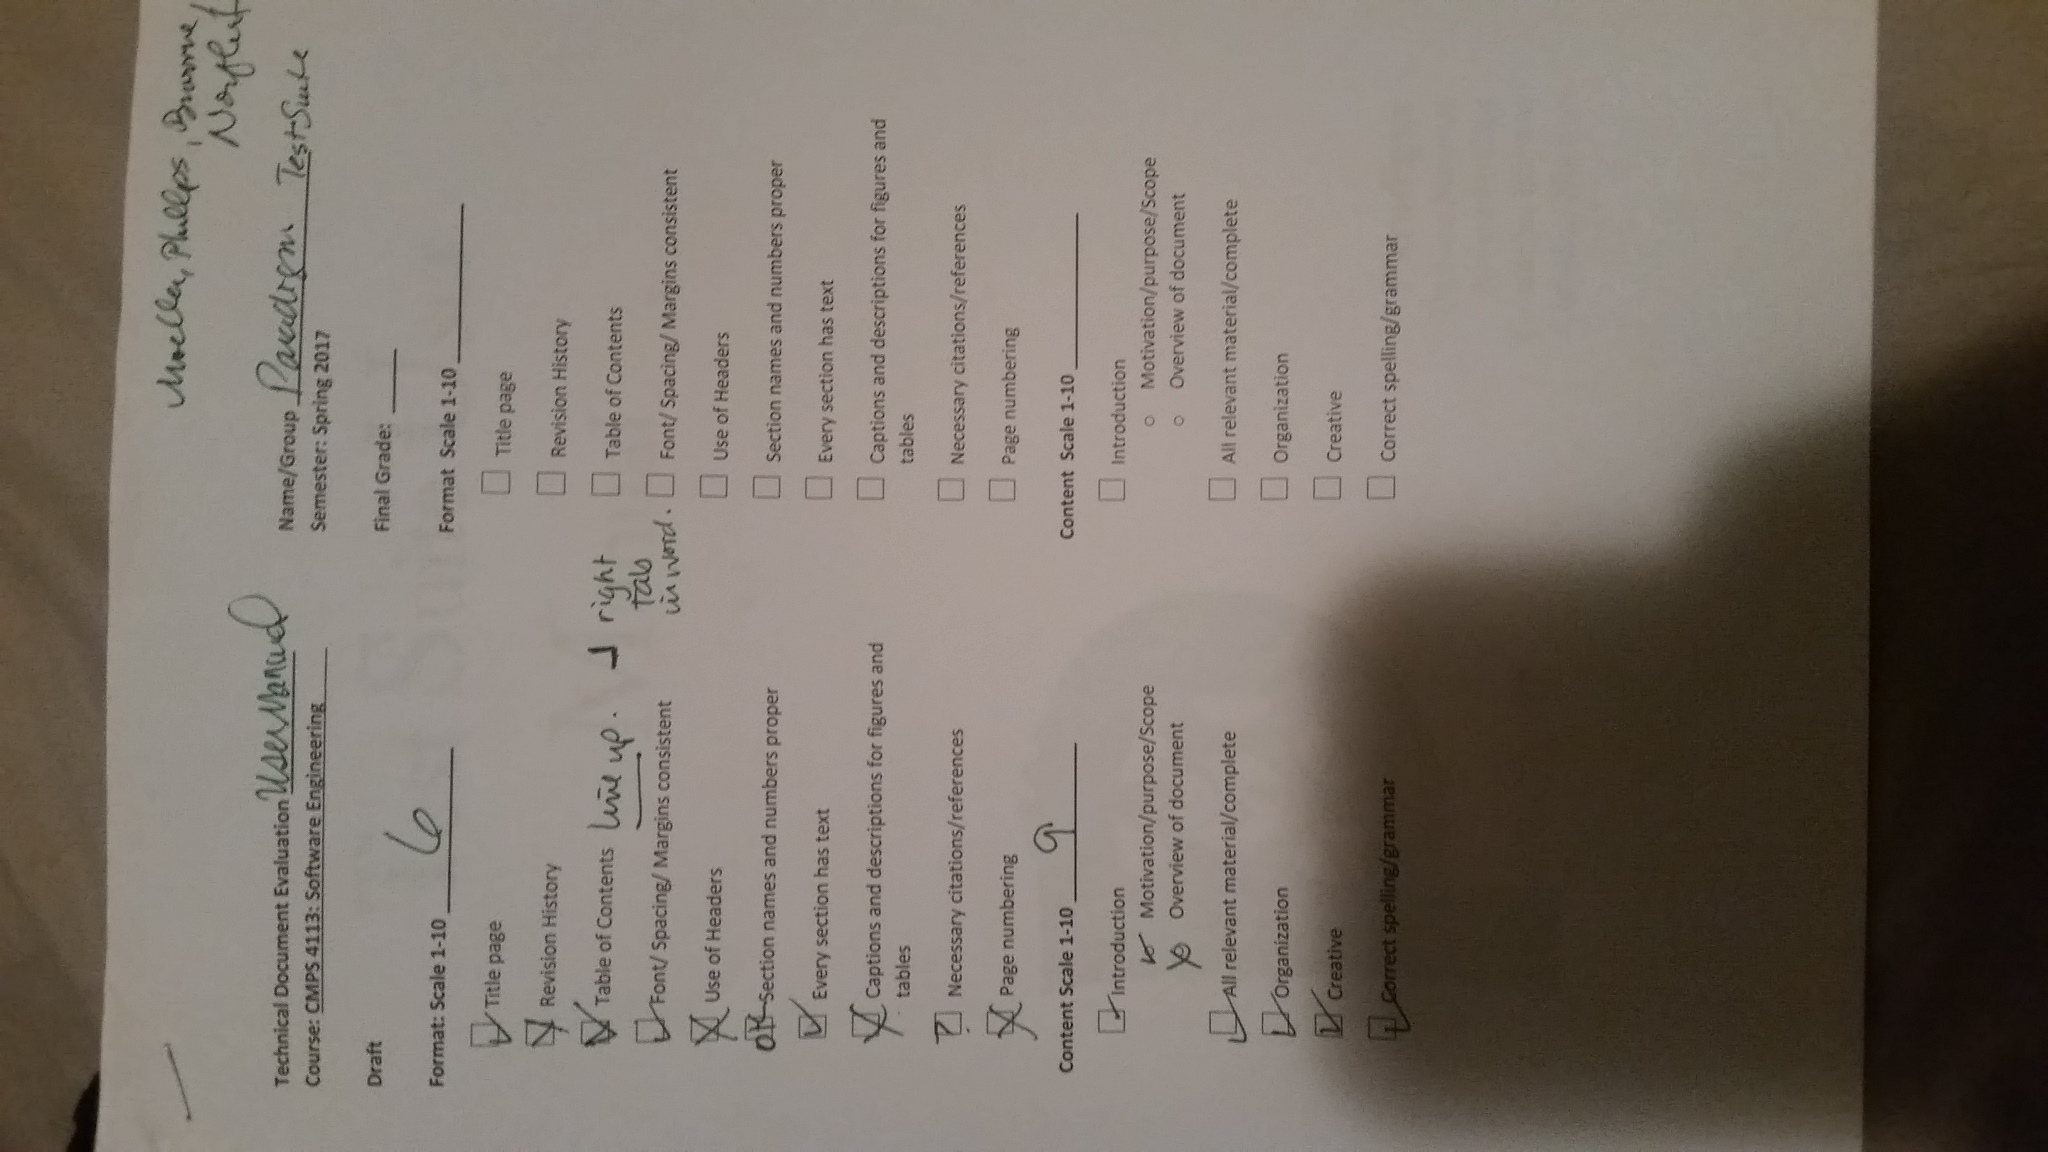 Moeller, Phillps, Browne,
Norfleet
Technical Document Evaluation User Manual
Course: CMPS 4113: Software Engineering
Name/Group Paradigm TestSuite
Semester: Spring 2017
Draft
Final Grade:
Format: Scale 1-10 6
Title page
Revision History
Table of Contents line up. right
tab
in word.
Font/ Spacing/ Margins consistent
Use of Headers
OK Section names and numbers proper
Every section has text
Captions and descriptions for figures and
tables
? Necessary citations/references
Page numbering
Content Scale 1-10 9
Introduction
Motivation/purpose/Scope
Overview of document
All relevant material/complete
Organization
Creative
Correct spelling/grammar
Format Scale 1-10
Title page
Revision History
Table of Contents
Font/ Spacing/ Margins consistent
Use of Headers
Section names and numbers proper
Every section has text
Captions and descriptions for figures and
tables
Necessary citations/references
Page numbering
Content Scale 1-10
Introduction
Motivation/purpose/Scope
Overview of document
All relevant material/complete
Organization
Creative
Correct spelling/grammar